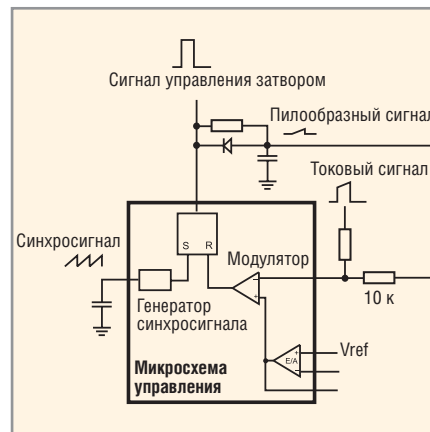 Сигнал управления затвором
Пилообразный сигнал
Токовый сигнал
Синхросигнал
S R
Модулятор
–
+
10 к
Генератор
синхросигнала
+
E/A
–
Vref
Микросхема
управления